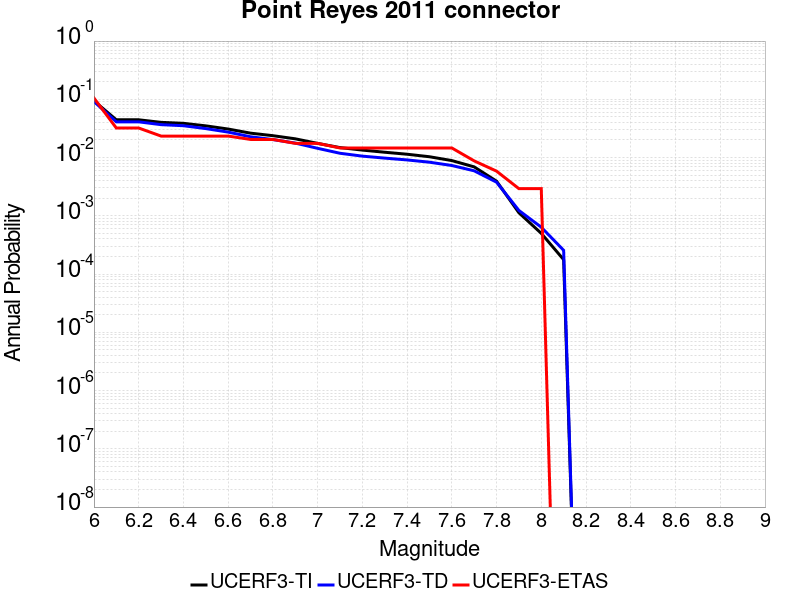 Point Reyes 2011 connector
Annual Probability
10^0
10^-1
10^-2
10^-3
10^-4
10^-5
10^-6
10^-7
10^-8
6 6.2 6.4 6.6 6.8 7 7.2 7.4 7.6 7.8 8 8.2 8.4 8.6 8.8 9
Magnitude
UCERF3-TI UCERF3-TD UCERF3-ETAS